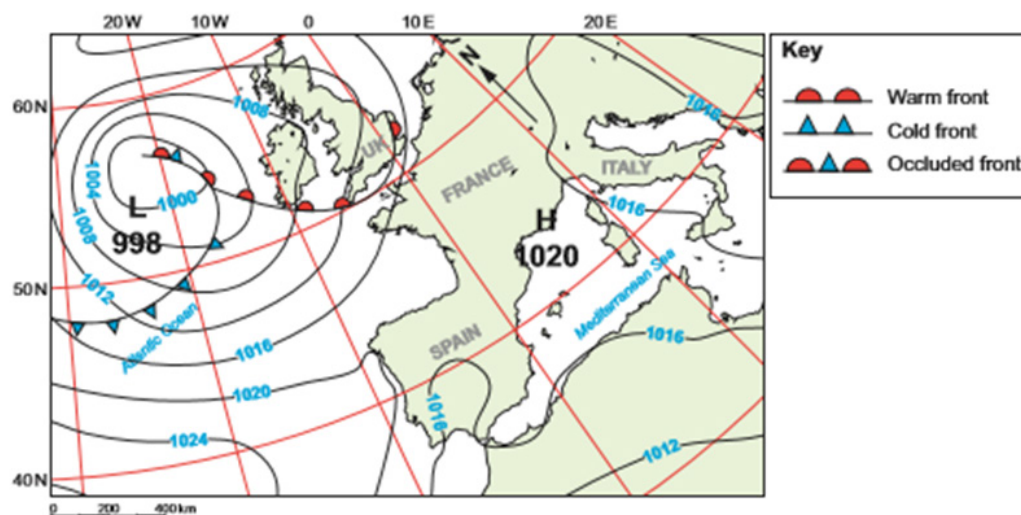 20W 10W 0 10E 20E
Key
Warm front
Cold front
Occluded front
60N
50N
40N
N
1008
1016
1004
1000
L
998
1008
UK
FRANCE
ITALY
1016
H
1020
1012
Atlantic Ocean
Mediterranean Sea
SPAIN
1016
1016
1020
1016
1024
1012
0 200 400 km